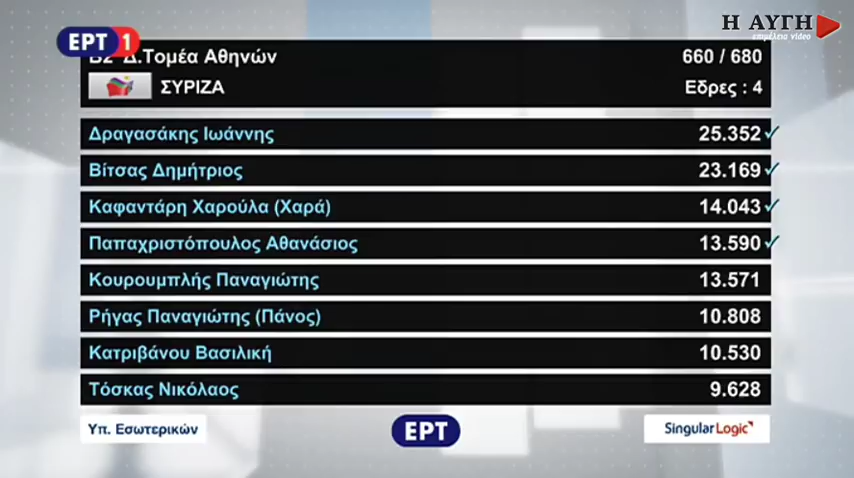 Η ΑΥΓΗ
επιμέλεια video
ΕΡΤ 1
Β2' Δ.Τομέα Αθηνών 660 / 680
ΣΥΡΙΖΑ Εδρες : 4
Δραγασάκης Ιωάννης 25.352 ✓
Βίτσας Δημήτριος 23.169 ✓
Καφαντάρη Χαρούλα (Χαρά) 14.043 ✓
Παπαχριστόπουλος Αθανάσιος 13.590 ✓
Κουρουμπλής Παναγιώτης 13.571
Ρήγας Παναγιώτης (Πάνος) 10.808
Κατριβάνου Βασιλική 10.530
Τόσκας Νικόλαος 9.628
Υπ. Εσωτερικών ΕΡΤ SingularLogic